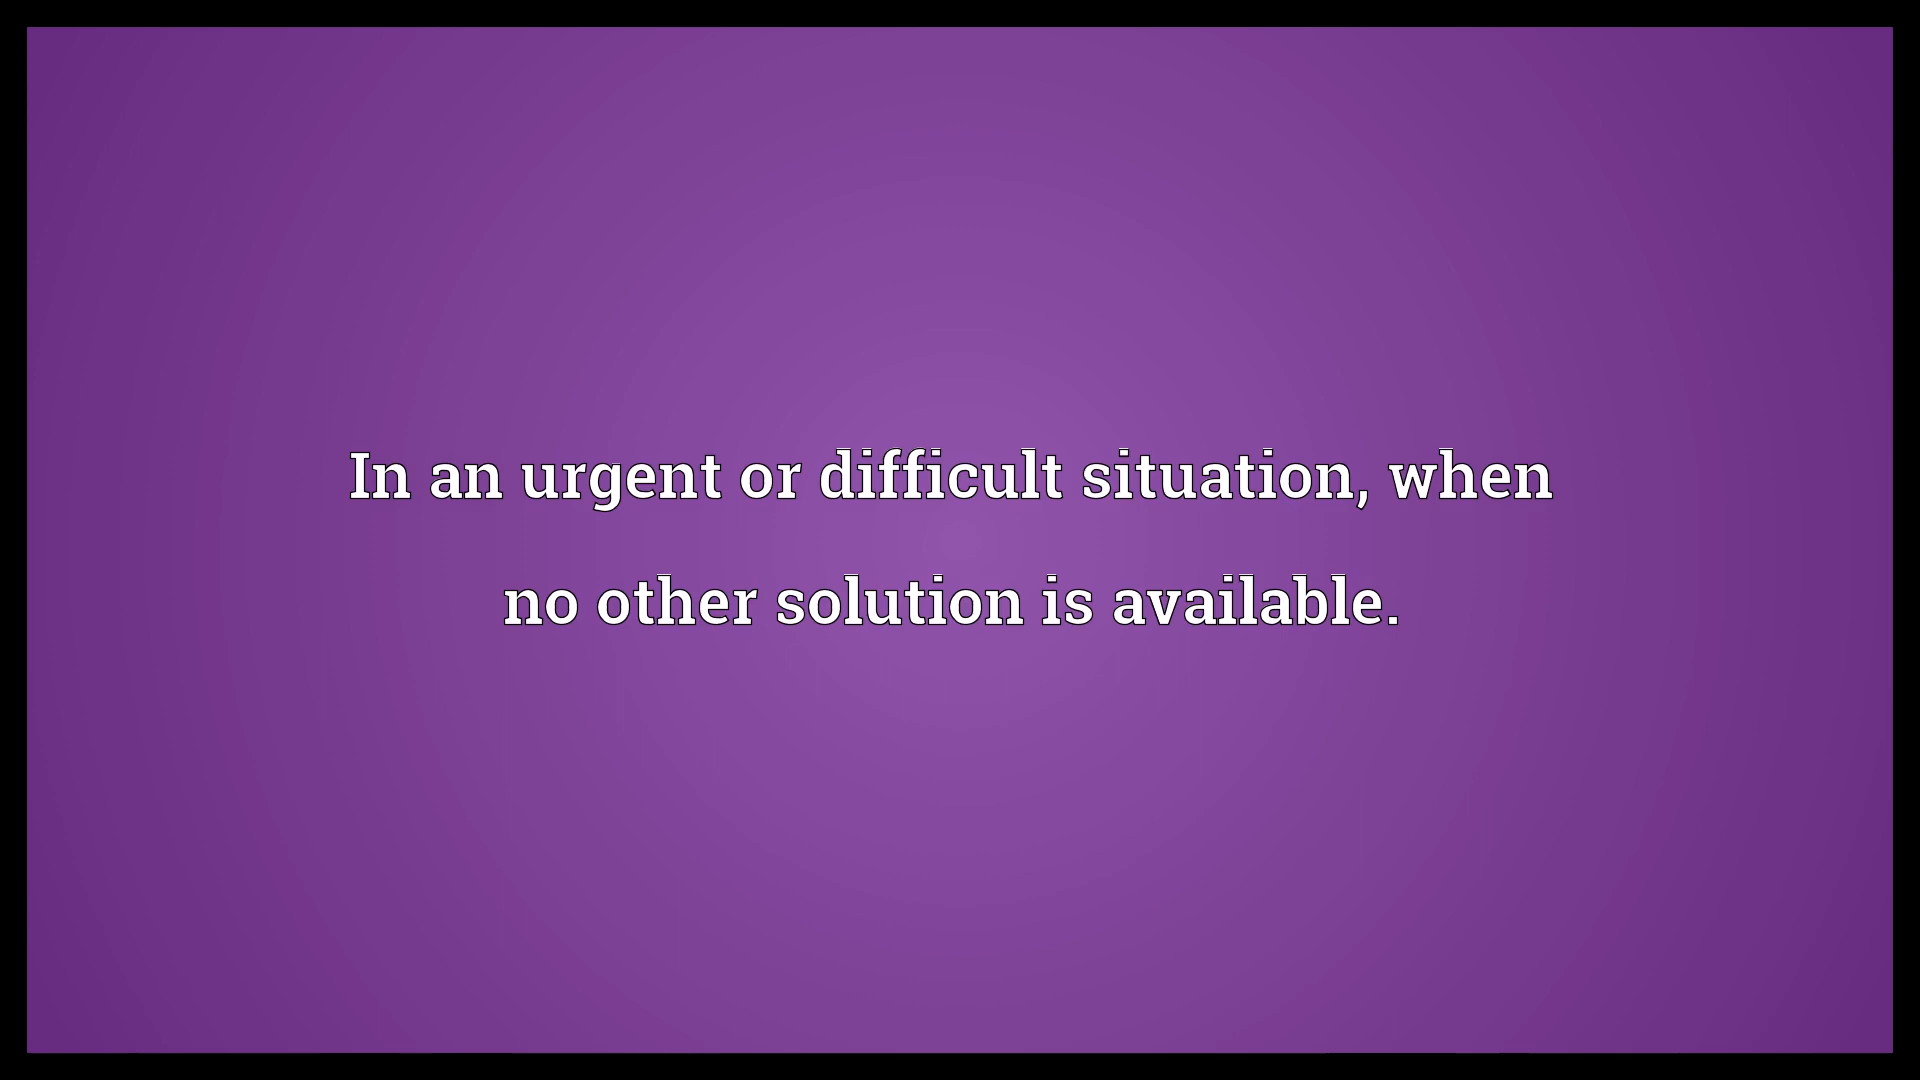 In an urgent or difficult situation, when
no other solution is available.